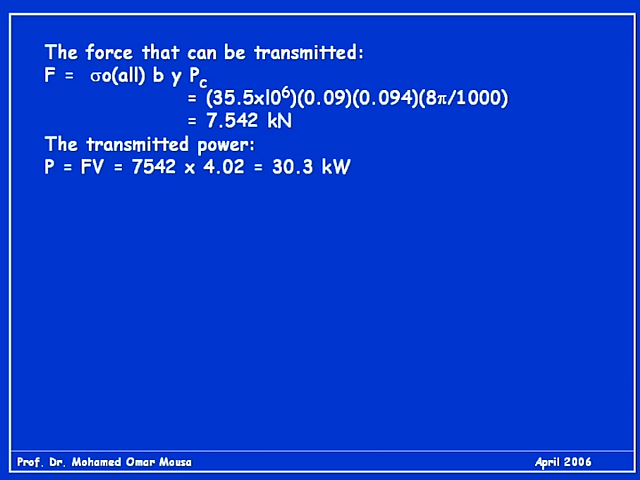 The force that can be transmitted:
F = σo(all) b y Pc
= (35.5xl0⁶)(0.09)(0.094)(8π/1000)
= 7.542 kN
The transmitted power:
P = FV = 7542 x 4.02 = 30.3 kW
Prof. Dr. Mohamed Omar Mousa
April 2006